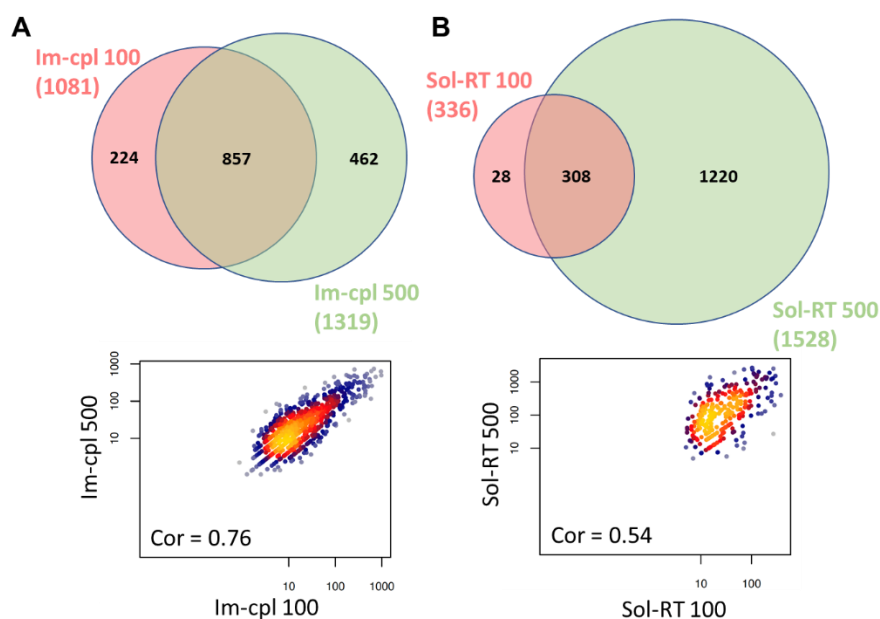 A
Im-cpl 100
(1081)
224
857
462
Im-cpl 500
(1319)
Im-cpl 500
1000
100
10
Cor = 0.76
10
100
1000
Im-cpl 100
B
Sol-RT 100
(336)
28
308
1220
Sol-RT 500
(1528)
Sol-RT 500
1000
100
10
Cor = 0.54
10
100
Sol-RT 100